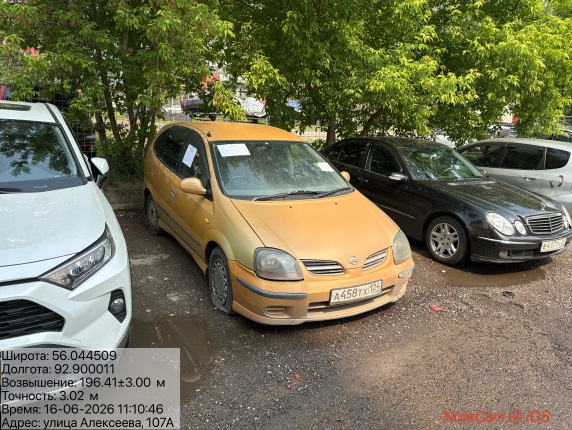 А458ТХ124
Широта: 56.044509
Долгота: 92.900011
Возвышение: 196.41±3.00 м
Точность: 3.02 м
Время: 16-06-2026 11:10:46
Адрес: улица Алексеева, 107А
NoteCam @ iOS